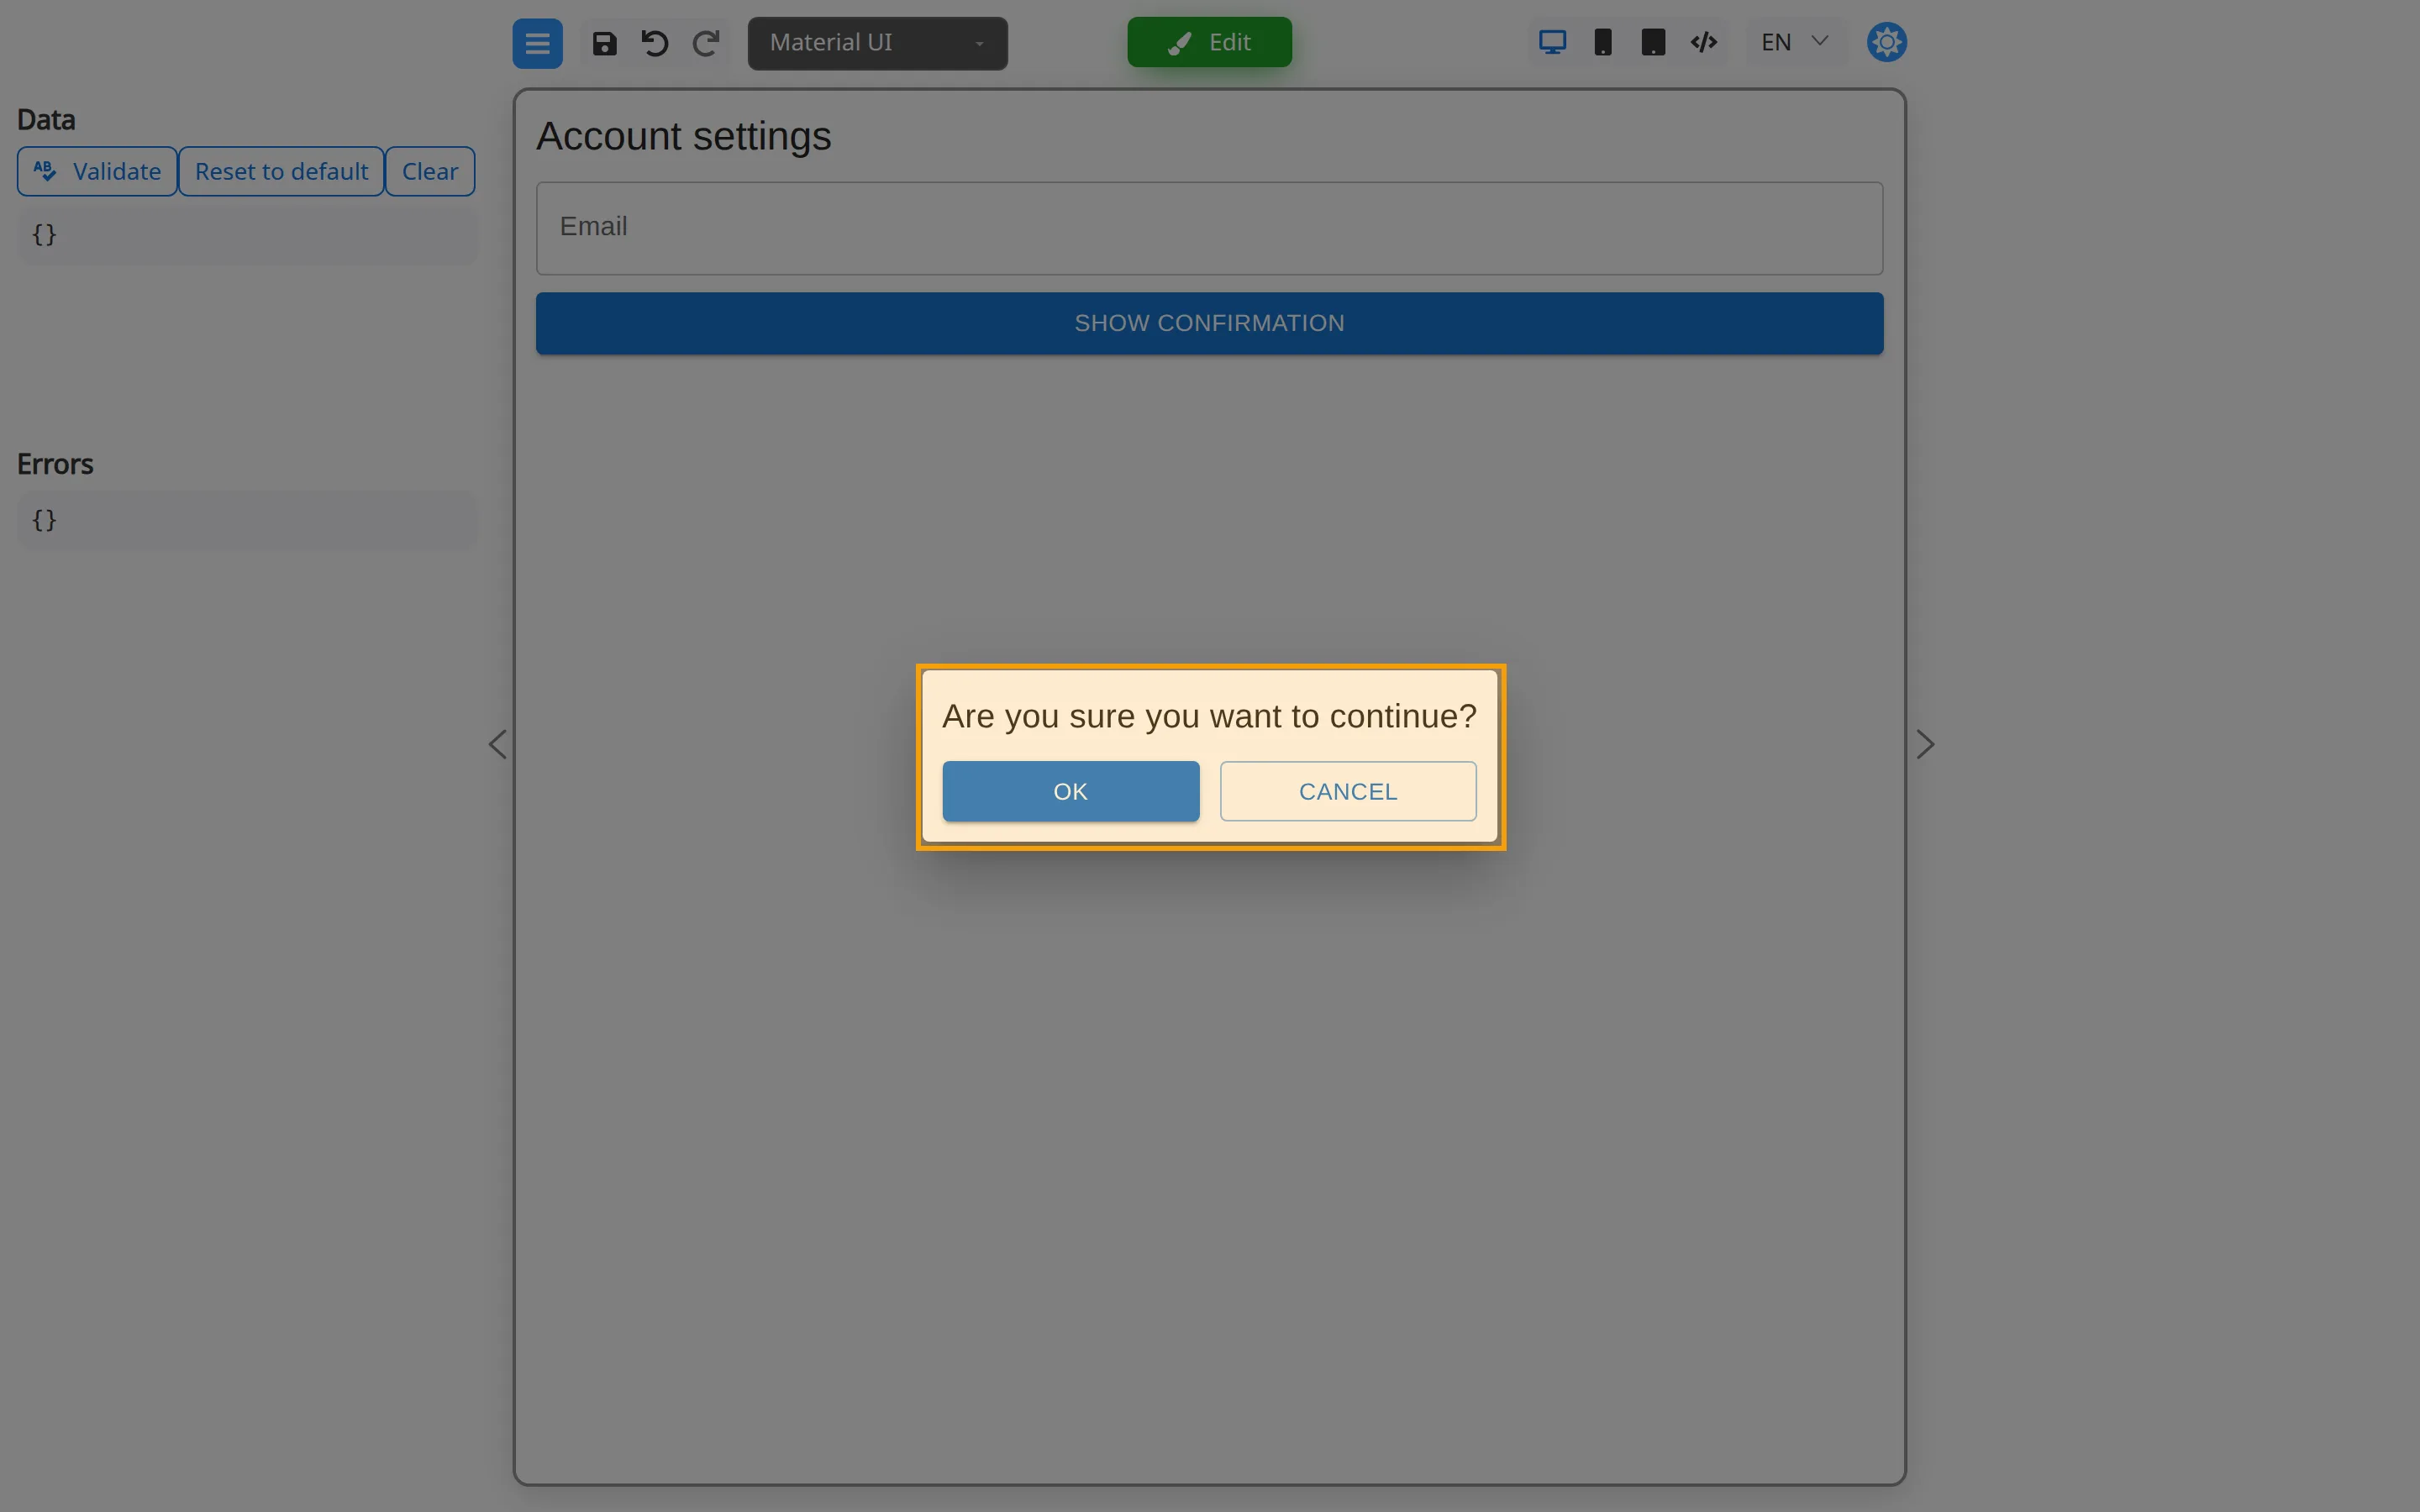 Material UI
Edit
EN
Data
AB Validate
Reset to default
Clear
{}
Errors
{}
Account settings
Email
SHOW CONFIRMATION
Are you sure you want to continue?
OK
CANCEL